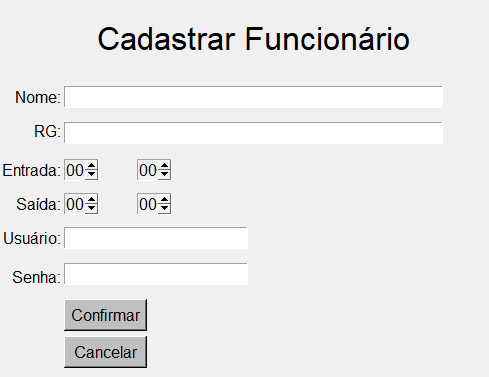 Cadastrar Funcionário
Nome:
RG:
Entrada: 00 00
Saída: 00 00
Usuário:
Senha:
Confirmar
Cancelar